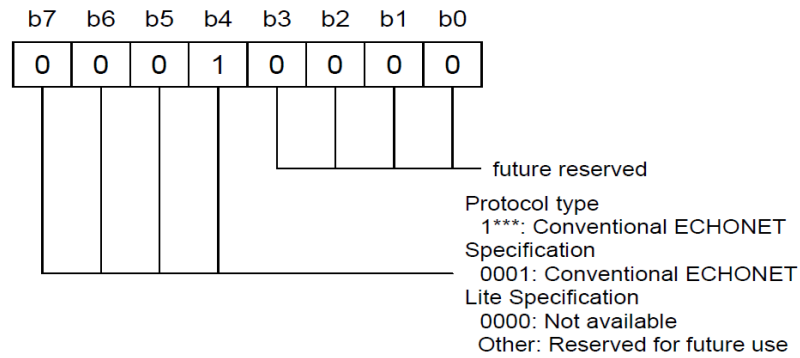 b7 b6 b5 b4 b3 b2 b1 b0
0 0 0 1 0 0 0 0
future reserved
Protocol type
1***: Conventional ECHONET
Specification
0001: Conventional ECHONET
Lite Specification
0000: Not available
Other: Reserved for future use